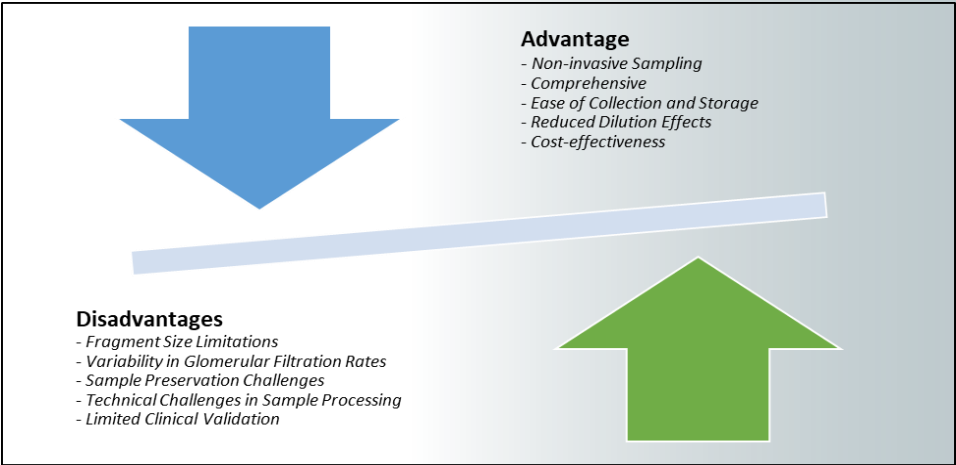 Advantage
- Non-invasive Sampling
- Comprehensive
- Ease of Collection and Storage
- Reduced Dilution Effects
- Cost-effectiveness
Disadvantages
- Fragment Size Limitations
- Variability in Glomerular Filtration Rates
- Sample Preservation Challenges
- Technical Challenges in Sample Processing
- Limited Clinical Validation